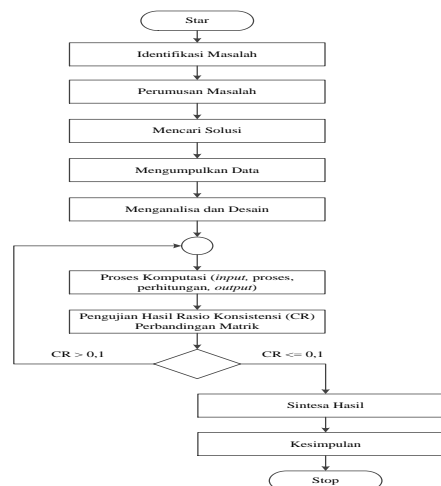 Star
Identifikasi Masalah
Perumusan Masalah
Mencari Solusi
Mengumpulkan Data
Menganalisa dan Desain
Proses Komputasi (input, proses,
perhitungan, output)
Pengujian Hasil Rasio Konsistensi (CR)
Perbandingan Matrik
CR > 0,1
CR <= 0,1
Sintesa Hasil
Kesimpulan
Stop